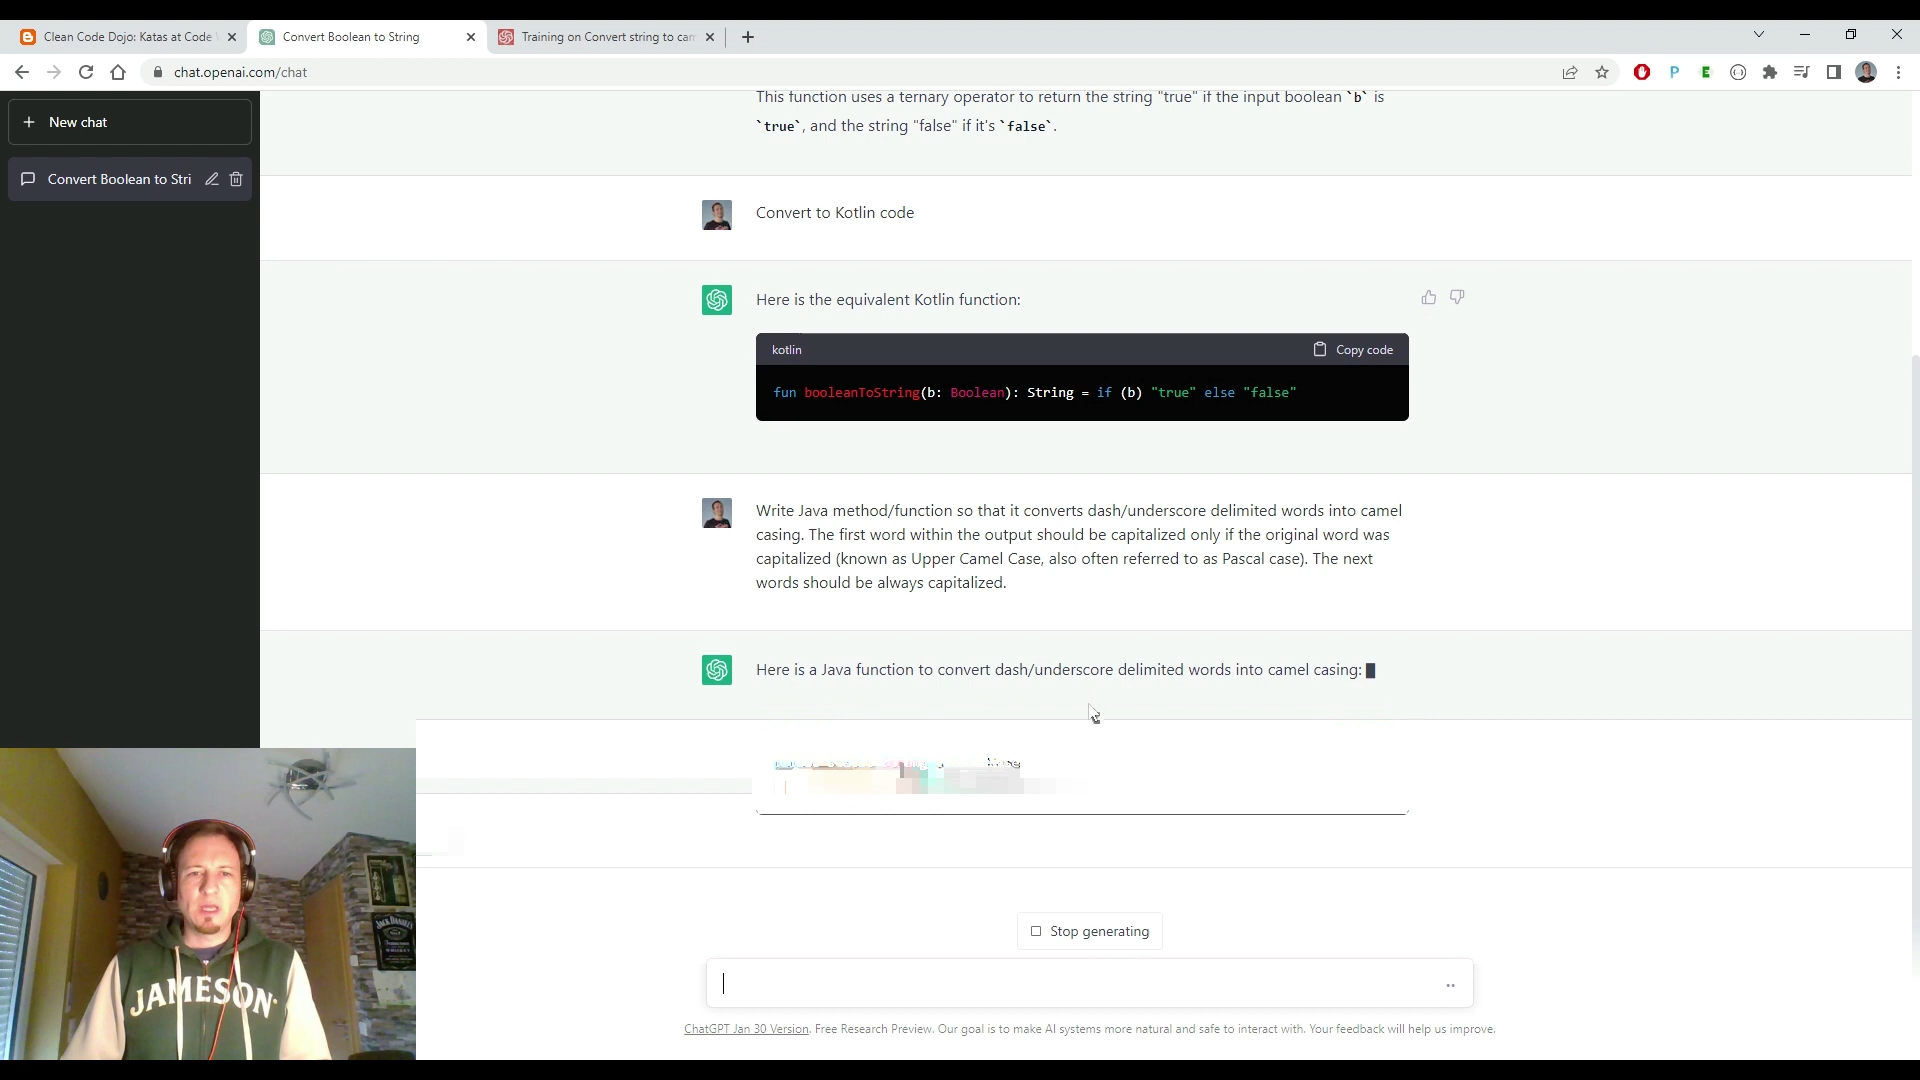 Clean Code Dojo: Katas at Code
Convert Boolean to String
Training on Convert string to cam
chat.openai.com/chat
New chat
Convert Boolean to Stri
This function uses a ternary operator to return the string "true" if the input boolean `b` is
`true`, and the string "false" if it's `false`.
Convert to Kotlin code
Here is the equivalent Kotlin function:
kotlin
Copy code
fun booleanToString(b: Boolean): String = if (b) "true" else "false"
Write Java method/function so that it converts dash/underscore delimited words into camel
casing. The first word within the output should be capitalized only if the original word was
capitalized (known as Upper Camel Case, also often referred to as Pascal case). The next
words should be always capitalized.
Here is a Java function to convert dash/underscore delimited words into camel casing:
Stop generating
ChatGPT Jan 30 Version. Free Research Preview. Our goal is to make AI systems more natural and safe to interact with. Your feedback will help us improve.
JAMESON
JACK DANIEL'S